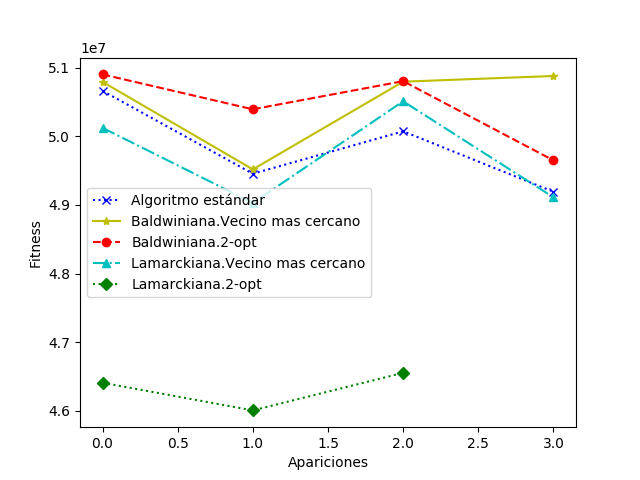 1e7
5.1
5.0
4.9
4.8
4.7
4.6
Fitness
Algoritmo estándar
Baldwiniana.Vecino mas cercano
Baldwiniana.2-opt
Lamarckiana.Vecino mas cercano
Lamarckiana.2-opt
0.0 0.5 1.0 1.5 2.0 2.5 3.0
Apariciones